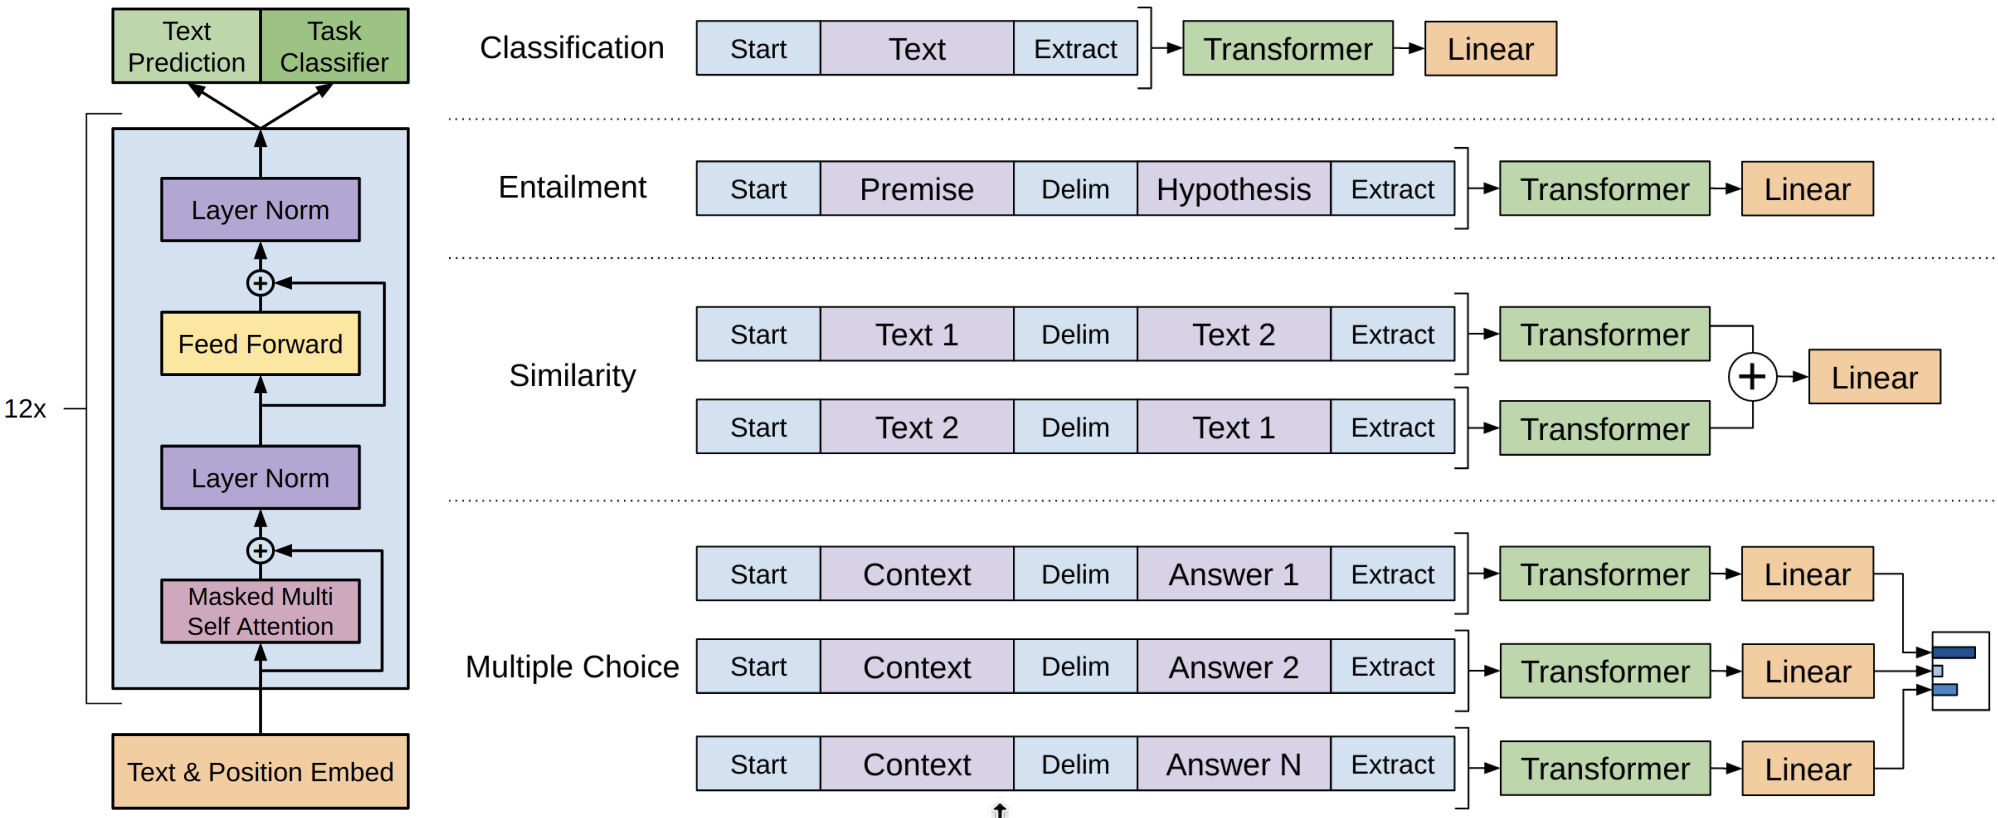 Text
Prediction
Task
Classifier
12x
Layer Norm
Feed Forward
Layer Norm
Masked Multi
Self Attention
Text & Position Embed
Classification
Start Text Extract Transformer Linear
Entailment
Start Premise Delim Hypothesis Extract Transformer Linear
Similarity
Start Text 1 Delim Text 2 Extract Transformer
Start Text 2 Delim Text 1 Extract Transformer
Linear
Multiple Choice
Start Context Delim Answer 1 Extract Transformer Linear
Start Context Delim Answer 2 Extract Transformer Linear
Start Context Delim Answer N Extract Transformer Linear